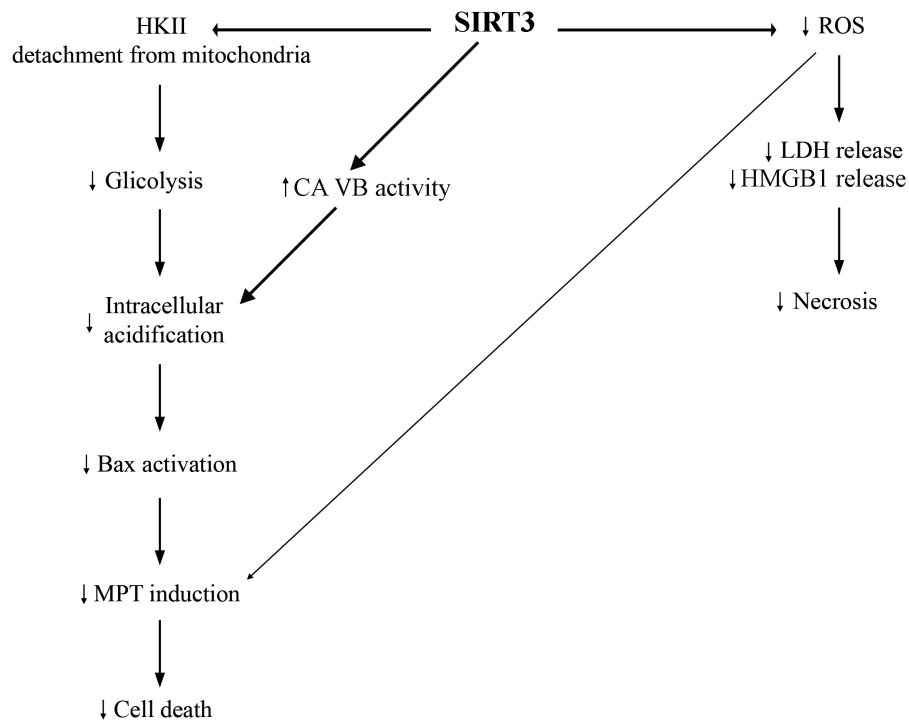 HKII
detachment from mitochondria
SIRT3
↓ ROS
↓ LDH release
↓ HMGB1 release
↓ Glicolysis
↑ CA VB activity
↓ Intracellular
acidification
↓ Necrosis
↓ Bax activation
↓ MPT induction
↓ Cell death